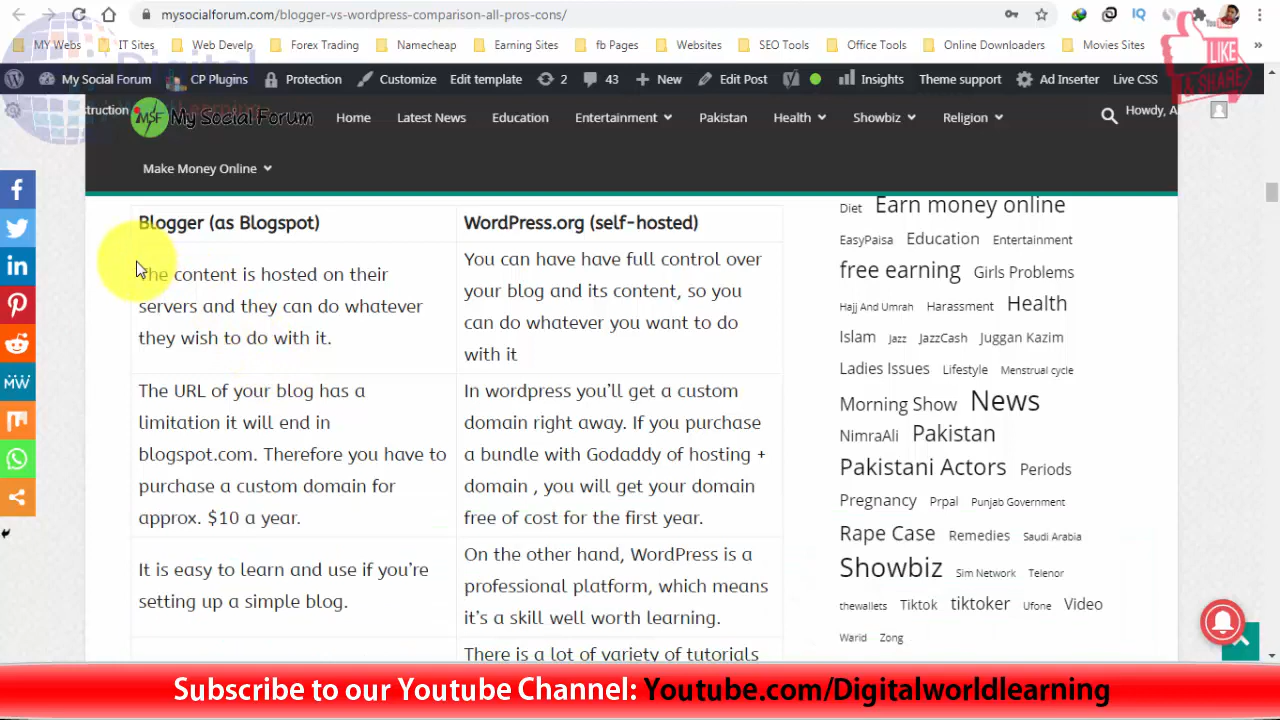 mysocialforum.com/blogger-vs-wordpress-comparison-all-pros-cons/
MY Webs IT Sites Web Develp Forex Trading Namecheap Earning Sites fb Pages Websites SEO Tools Office Tools Online Downloaders Movies Sites »
My Social Forum CP Plugins Protection Customize Edit template 2 43 New Edit Post Insights Theme support Ad Inserter Live CSS
LIKE
& SHARE
struction
MSF My Social Forum
Home Latest News Education Entertainment Pakistan Health Showbiz Religion
Howdy, A
Make Money Online
Blogger (as Blogspot)
WordPress.org (self-hosted)
The content is hosted on their
servers and they can do whatever
they wish to do with it.
You can have have full control over
your blog and its content, so you
can do whatever you want to do
with it
The URL of your blog has a
limitation it will end in
blogspot.com. Therefore you have to
purchase a custom domain for
approx. $10 a year.
In wordpress you’ll get a custom
domain right away. If you purchase
a bundle with Godaddy of hosting +
domain , you will get your domain
free of cost for the first year.
It is easy to learn and use if you’re
setting up a simple blog.
On the other hand, WordPress is a
professional platform, which means
it’s a skill well worth learning.
There is a lot of variety of tutorials
Diet Earn money online
EasyPaisa Education Entertainment
free earning Girls Problems
Hajj And Umrah Harassment Health
Islam Jazz JazzCash Juggan Kazim
Ladies Issues Lifestyle Menstrual cycle
Morning Show News
NimraAli Pakistan
Pakistani Actors Periods
Pregnancy Prpal Punjab Government
Rape Case Remedies Saudi Arabia
Showbiz Sim Network Telenor
thewallets Tiktok tiktoker Ufone Video
Warid Zong
Subscribe to our Youtube Channel: Youtube.com/Digitalworldlearning